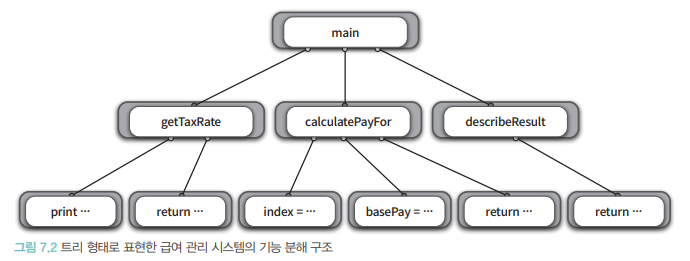 main
getTaxRate
calculatePayFor
describeResult
print ⋯
return ⋯
index = ⋯
basePay = ⋯
return ⋯
return ⋯
그림 7.2 트리 형태로 표현한 급여 관리 시스템의 기능 분해 구조